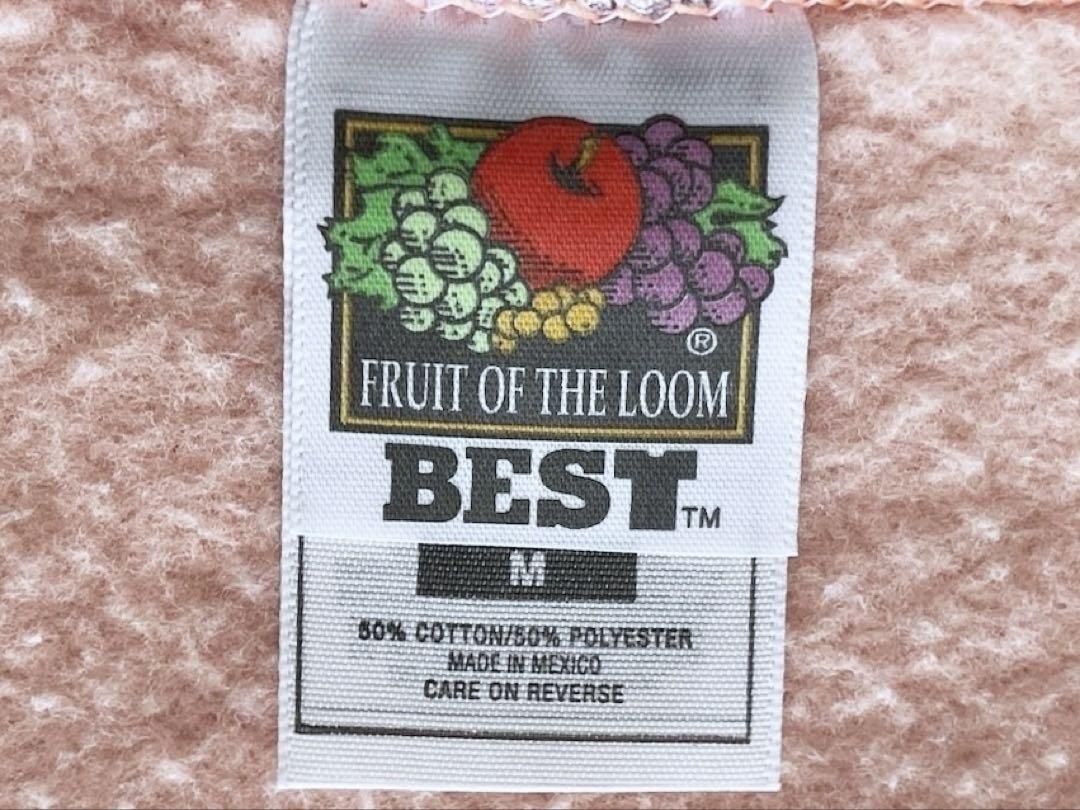 ®
FRUIT OF THE LOOM
BEST™
M
50% COTTON/50% POLYESTER
MADE IN MEXICO
CARE ON REVERSE